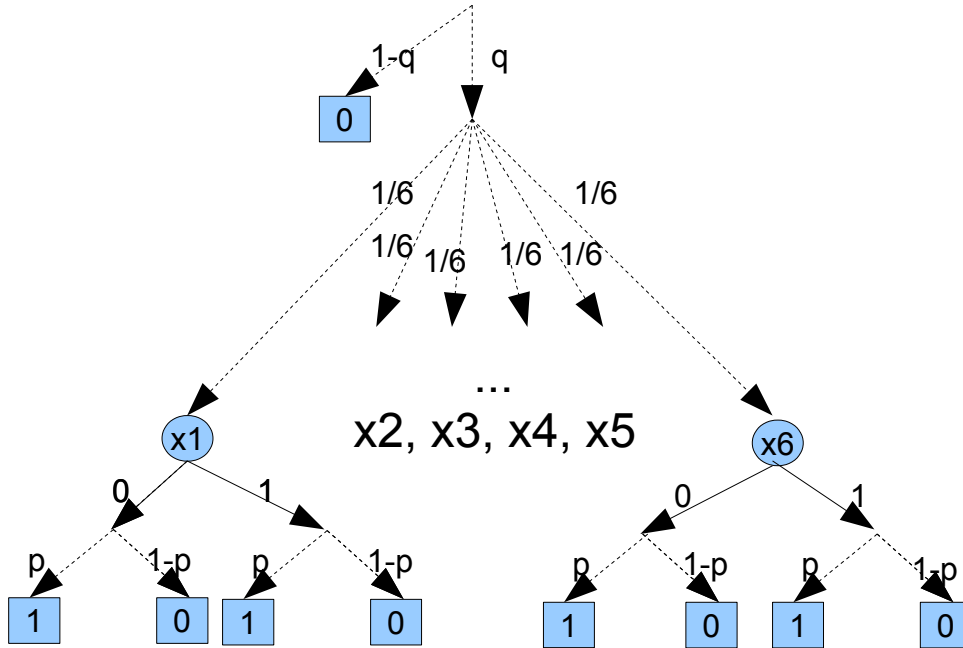 1-q q
0
1/6 1/6
1/6 1/6 1/6 1/6
...
x2, x3, x4, x5
x1 x6
0 1 0 1
p 1-p p 1-p p 1-p p 1-p
1 0 1 0 1 0 1 0